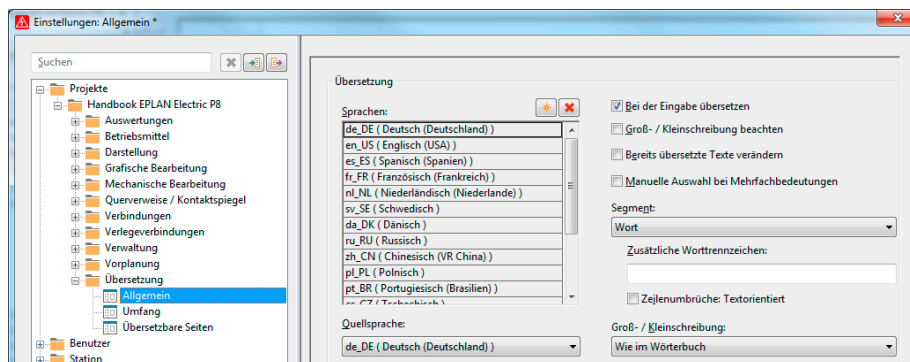 Einstellungen: Allgemein *
Suchen
Projekte
Handbook EPLAN Electric P8
Auswertungen
Betriebsmittel
Darstellung
Grafische Bearbeitung
Mechanische Bearbeitung
Querverweise / Kontaktspiegel
Verbindungen
Verlegeverbindungen
Verwaltung
Vorplanung
Übersetzung
Allgemein
Umfang
Übersetzbare Seiten
Benutzer
Station
Übersetzung
Sprachen:
de_DE ( Deutsch (Deutschland) )
en_US ( Englisch (USA) )
es_ES ( Spanisch (Spanien) )
fr_FR ( Französisch (Frankreich) )
nl_NL ( Niederländisch (Niederlande) )
sv_SE ( Schwedisch )
da_DK ( Dänisch )
ru_RU ( Russisch )
zh_CN ( Chinesisch (VR China) )
pl_PL ( Polnisch )
pt_BR ( Portugiesisch (Brasilien) )
cs_CZ ( Tschechisch )
Quellsprache:
de_DE ( Deutsch (Deutschland) )
Bei der Eingabe übersetzen
Groß- / Kleinschreibung beachten
Bereits übersetzte Texte verändern
Manuelle Auswahl bei Mehrfachbedeutungen
Segment:
Wort
Zusätzliche Worttrennzeichen:
Zeilenumbrüche: Textorientiert
Groß- / Kleinschreibung:
Wie im Wörterbuch